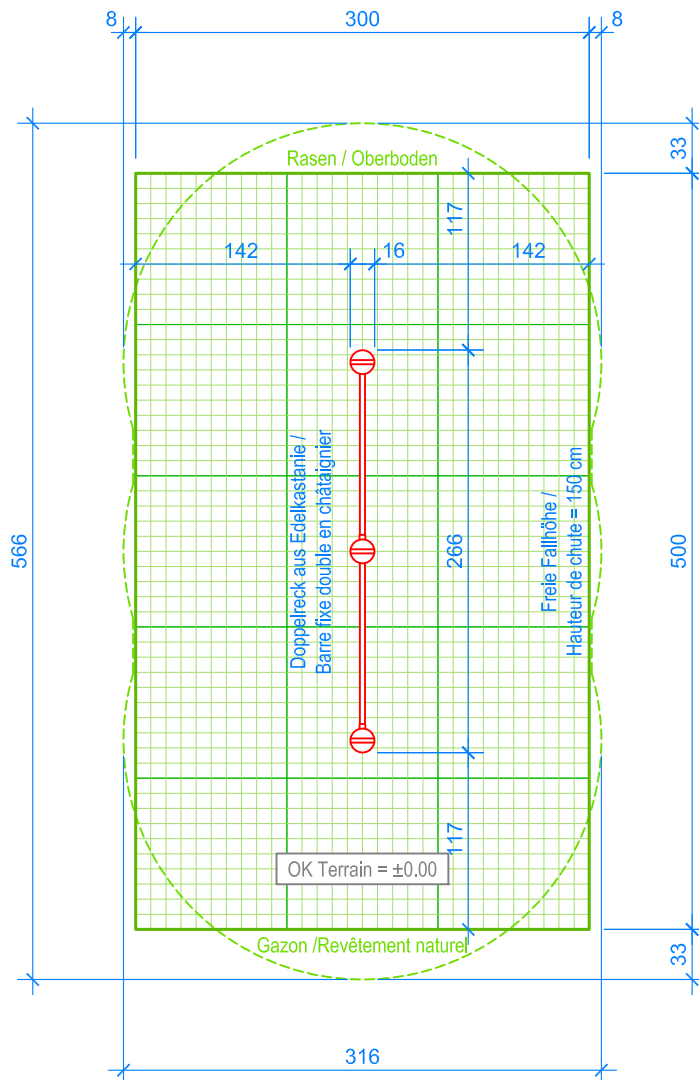 8
300
8
33
Rasen / Oberboden
117
142
16
142
Doppelreck aus Edelkastanie /
Barre fixe double en châtaignier
266
Freie Fallhöhe /
Hauteur de chute = 150 cm
566
500
117
OK Terrain = ±0.00
Gazon /Revêtement naturel
33
316